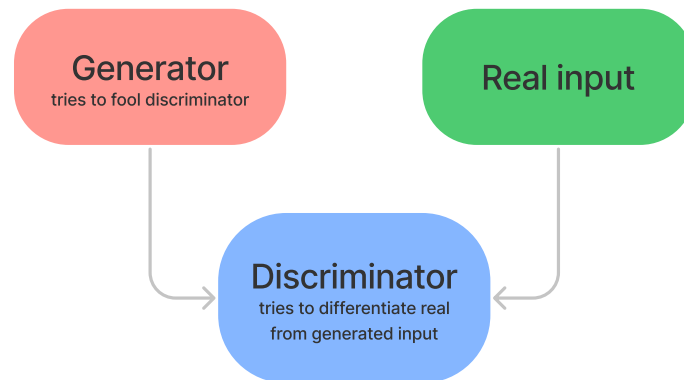 Generator
tries to fool discriminator
Real input
Discriminator
tries to differentiate real
from generated input